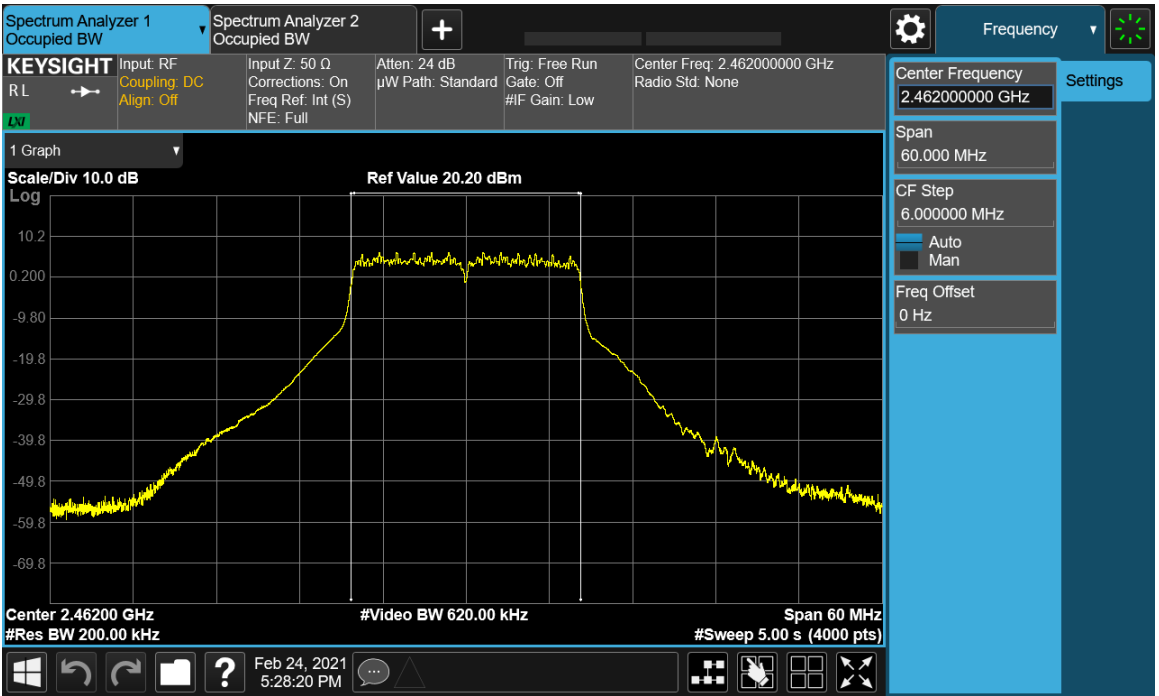 Spectrum Analyzer 1
Occupied BW
Spectrum Analyzer 2
Occupied BW
+
Frequency
KEYSIGHT
RL
LXI
Input: RF
Coupling: DC
Align: Off
Input Z: 50 Ω
Corrections: On
Freq Ref: Int (S)
NFE: Full
Atten: 24 dB
µW Path: Standard
Trig: Free Run
Gate: Off
#IF Gain: Low
Center Freq: 2.462000000 GHz
Radio Std: None
Center Frequency
2.462000000 GHz
Settings
Span
60.000 MHz
CF Step
6.000000 MHz
Auto
Man
Freq Offset
0 Hz
1 Graph
Scale/Div 10.0 dB
Ref Value 20.20 dBm
Log
10.2
0.200
-9.80
-19.8
-29.8
-39.8
-49.8
-59.8
-69.8
Center 2.46200 GHz
#Video BW 620.00 kHz
Span 60 MHz
#Res BW 200.00 kHz
#Sweep 5.00 s (4000 pts)
?
Feb 24, 2021
5:28:20 PM